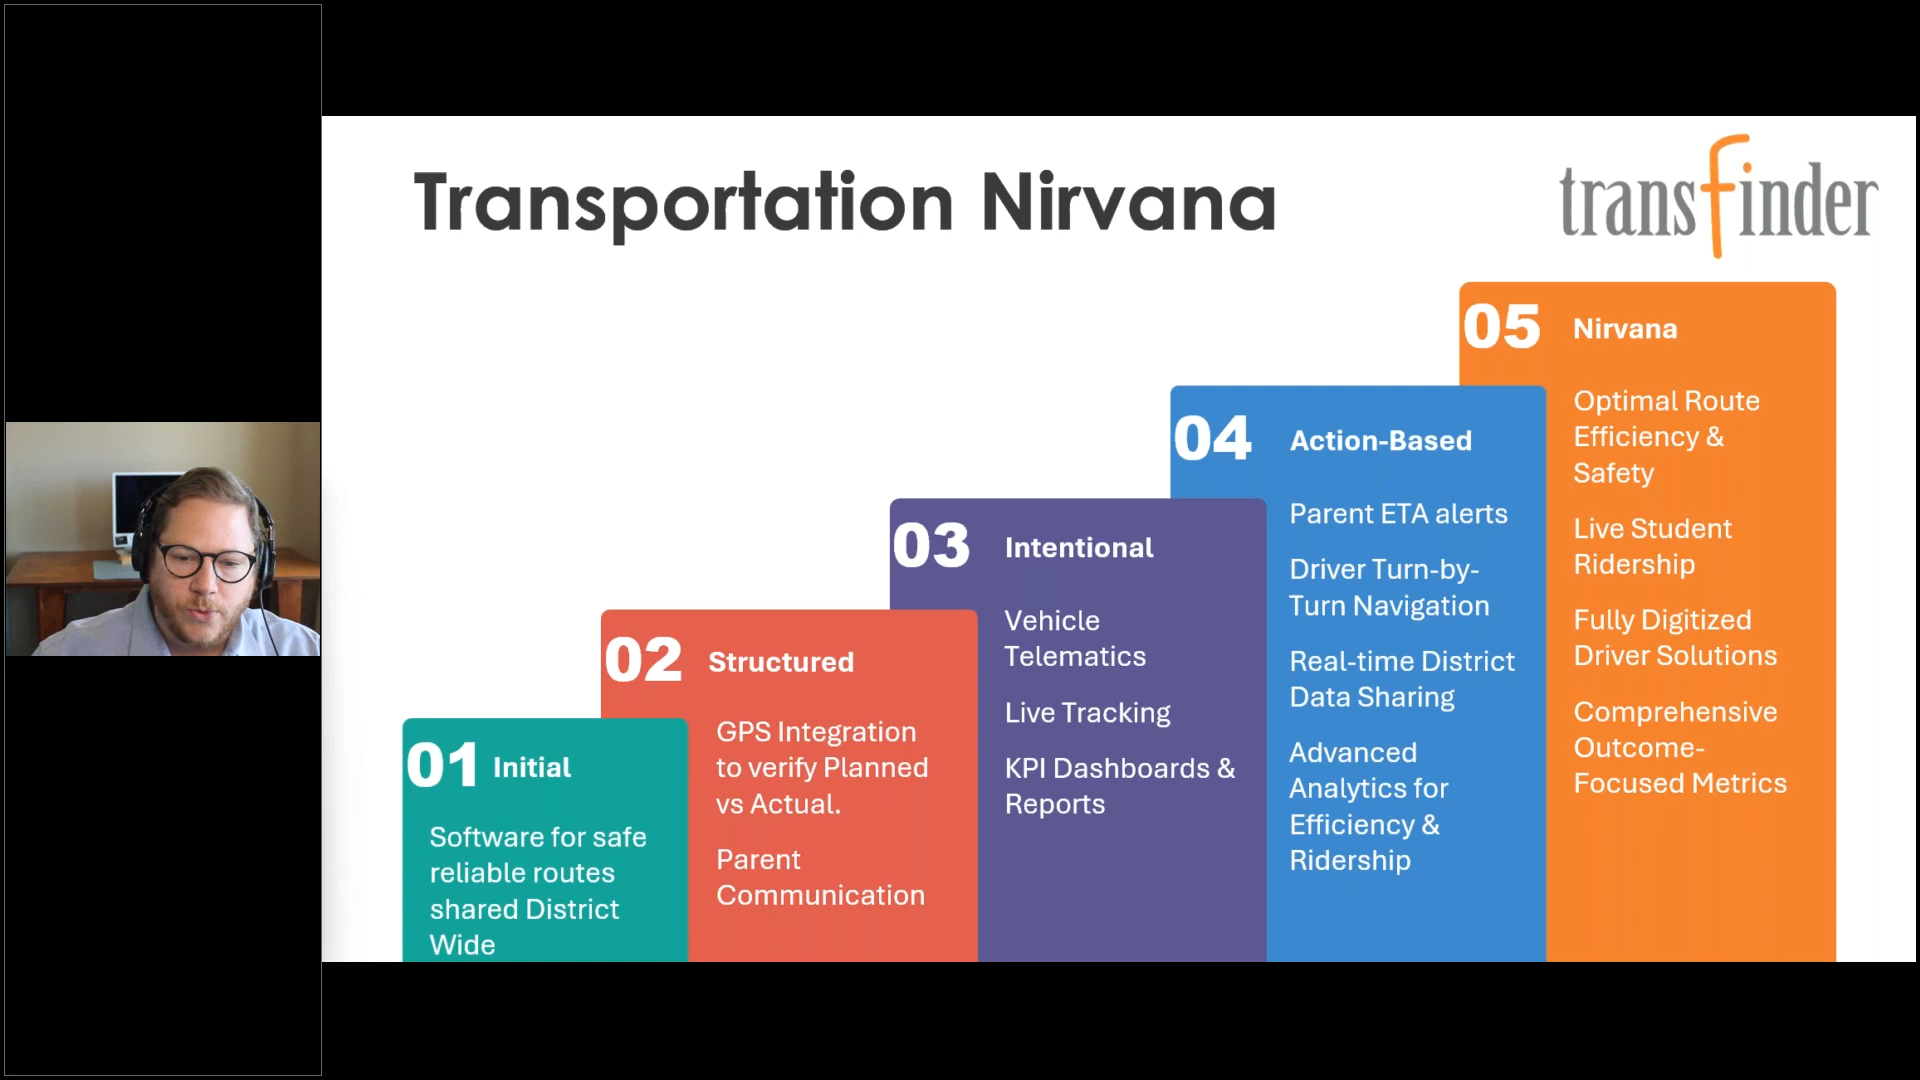 Transportation Nirvana
transfinder
01 Initial
Software for safe
reliable routes
shared District
Wide
02 Structured
GPS Integration
to verify Planned
vs Actual.
Parent
Communication
03 Intentional
Vehicle
Telematics
Live Tracking
KPI Dashboards &
Reports
04 Action-Based
Parent ETA alerts
Driver Turn-by-
Turn Navigation
Real-time District
Data Sharing
Advanced
Analytics for
Efficiency &
Ridership
05 Nirvana
Optimal Route
Efficiency &
Safety
Live Student
Ridership
Fully Digitized
Driver Solutions
Comprehensive
Outcome-
Focused Metrics